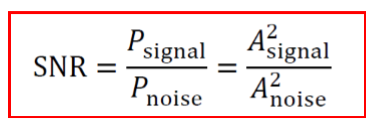 SNR = P_signal / P_noise = A²_signal / A²_noise